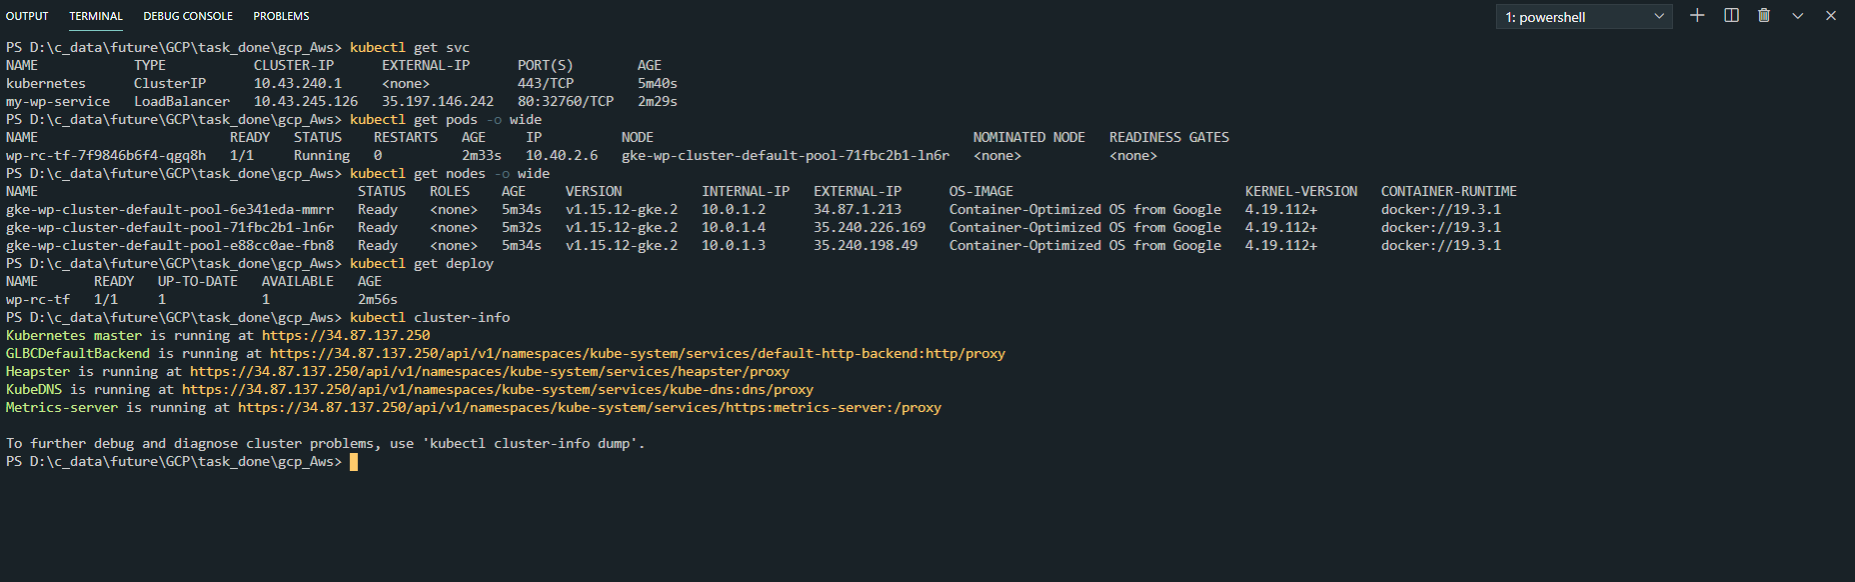 OUTPUT TERMINAL DEBUG CONSOLE PROBLEMS 1: powershell
PS D:\c_data\future\GCP\task_done\gcp_Aws> kubectl get svc
NAME TYPE CLUSTER-IP EXTERNAL-IP PORT(S) AGE
kubernetes ClusterIP 10.43.240.1 <none> 443/TCP 5m40s
my-wp-service LoadBalancer 10.43.245.126 35.197.146.242 80:32760/TCP 2m29s
PS D:\c_data\future\GCP\task_done\gcp_Aws> kubectl get pods -o wide
NAME READY STATUS RESTARTS AGE IP NODE NOMINATED NODE READINESS GATES
wp-rc-tf-7f9846b6f4-qgq8h 1/1 Running 0 2m33s 10.40.2.6 gke-wp-cluster-default-pool-71fbc2b1-ln6r <none> <none>
PS D:\c_data\future\GCP\task_done\gcp_Aws> kubectl get nodes -o wide
NAME STATUS ROLES AGE VERSION INTERNAL-IP EXTERNAL-IP OS-IMAGE KERNEL-VERSION CONTAINER-RUNTIME
gke-wp-cluster-default-pool-6e341eda-mmrr Ready <none> 5m34s v1.15.12-gke.2 10.0.1.2 34.87.1.213 Container-Optimized OS from Google 4.19.112+ docker://19.3.1
gke-wp-cluster-default-pool-71fbc2b1-ln6r Ready <none> 5m32s v1.15.12-gke.2 10.0.1.4 35.240.226.169 Container-Optimized OS from Google 4.19.112+ docker://19.3.1
gke-wp-cluster-default-pool-e88cc0ae-fbn8 Ready <none> 5m34s v1.15.12-gke.2 10.0.1.3 35.240.198.49 Container-Optimized OS from Google 4.19.112+ docker://19.3.1
PS D:\c_data\future\GCP\task_done\gcp_Aws> kubectl get deploy
NAME READY UP-TO-DATE AVAILABLE AGE
wp-rc-tf 1/1 1 1 2m56s
PS D:\c_data\future\GCP\task_done\gcp_Aws> kubectl cluster-info
Kubernetes master is running at https://34.87.137.250
GLBCDefaultBackend is running at https://34.87.137.250/api/v1/namespaces/kube-system/services/default-http-backend:http/proxy
Heapster is running at https://34.87.137.250/api/v1/namespaces/kube-system/services/heapster/proxy
KubeDNS is running at https://34.87.137.250/api/v1/namespaces/kube-system/services/kube-dns:dns/proxy
Metrics-server is running at https://34.87.137.250/api/v1/namespaces/kube-system/services/https:metrics-server:/proxy
To further debug and diagnose cluster problems, use 'kubectl cluster-info dump'.
PS D:\c_data\future\GCP\task_done\gcp_Aws>